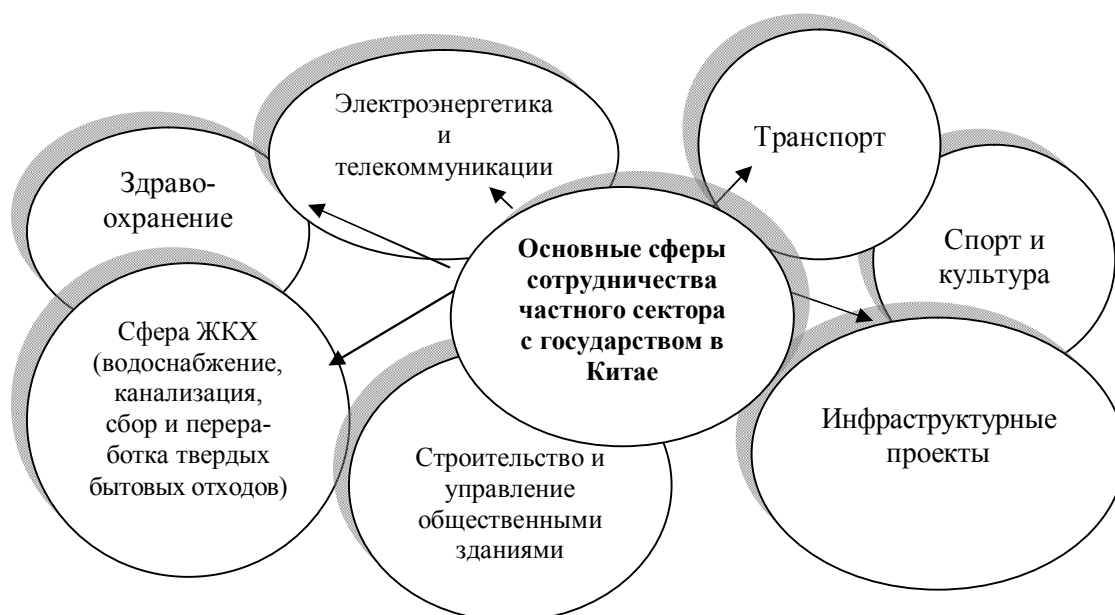 Электроэнергетика
и
телекоммуникации
Транспорт
Здраво-
охранение
Основные сферы
сотрудничества
частного сектора
с государством в
Китае
Спорт и
культура
Сфера ЖКХ
(водоснабжение,
канализация,
сбор и перера-
ботка твердых
бытовых отходов)
Строительство и
управление
общественными
зданиями
Инфраструктурные
проекты